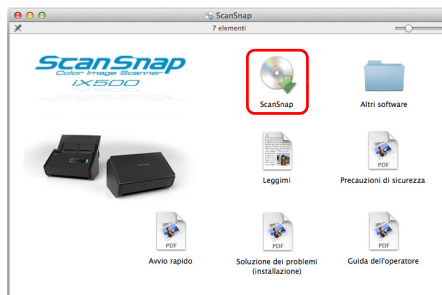 ScanSnap
7 elementi
ScanSnap
Color Image Scanner
iX500
ScanSnap
Altri software
Leggimi
PDF
Precauzioni di sicurezza
PDF
Avvio rapido
PDF
Soluzione dei problemi
(installazione)
PDF
Guida dell'operatore